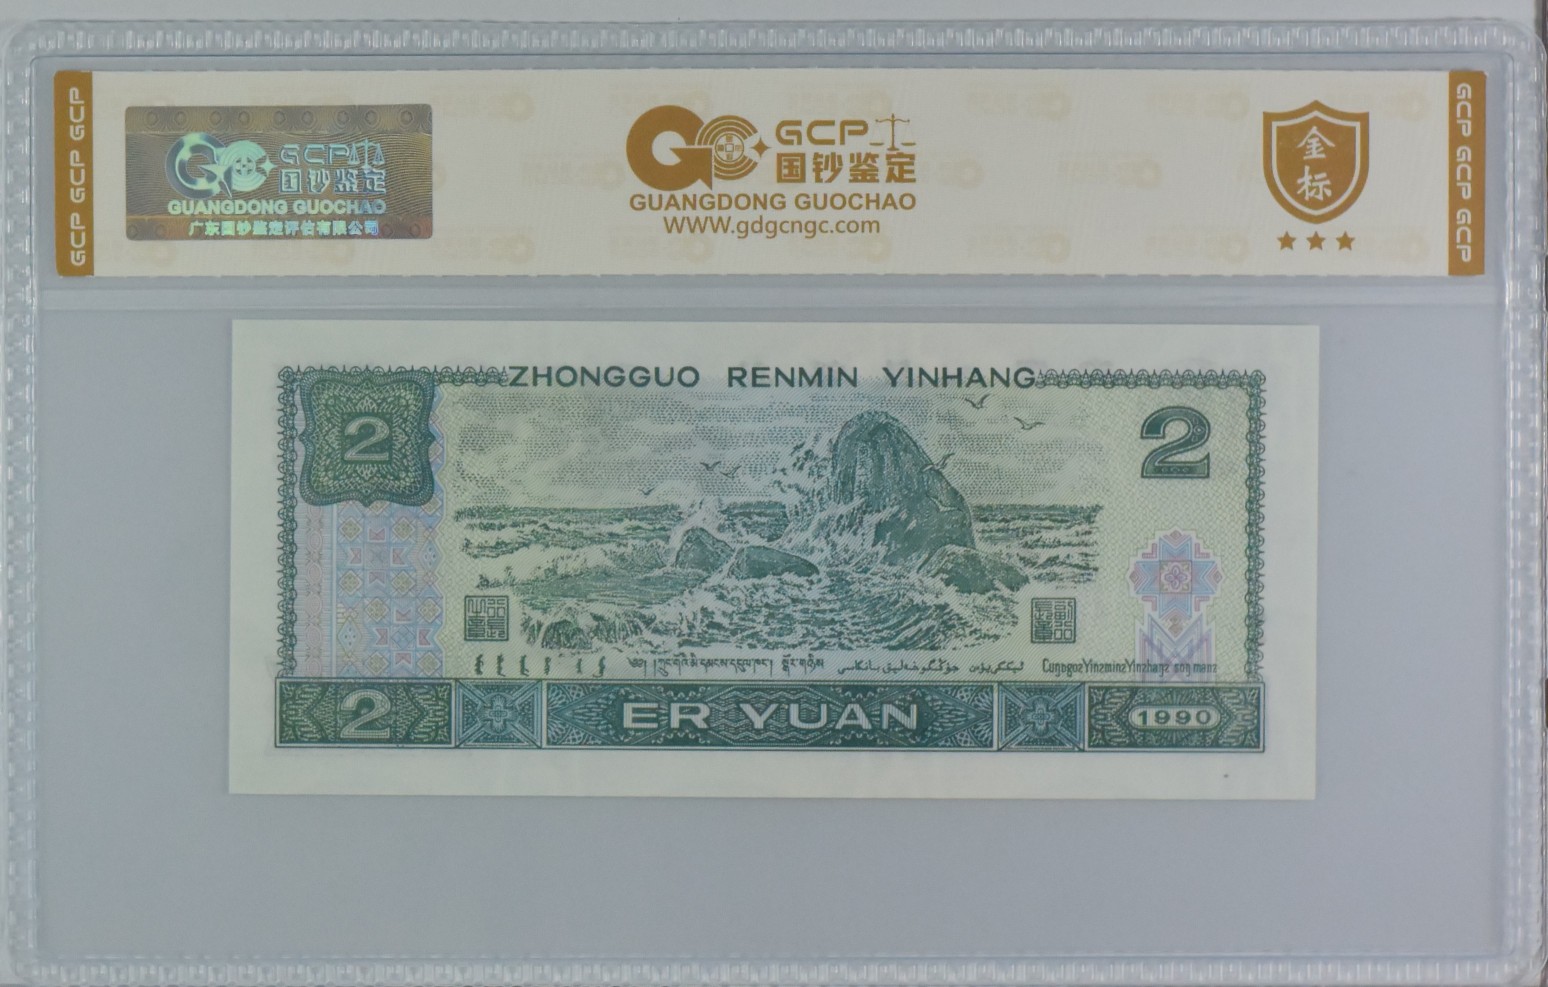 GCP GCP GCP
GCP
国钞鉴定
GUANGDONG GUOCHAO
广东国钞鉴定评估有限公司
GCP
国钞鉴定
GUANGDONG GUOCHAO
WWW.gdgcngc.com
金标
GCP GCP GCP
ZHONGGUO RENMIN YINHANG
2
2
2
ER YUAN
1990